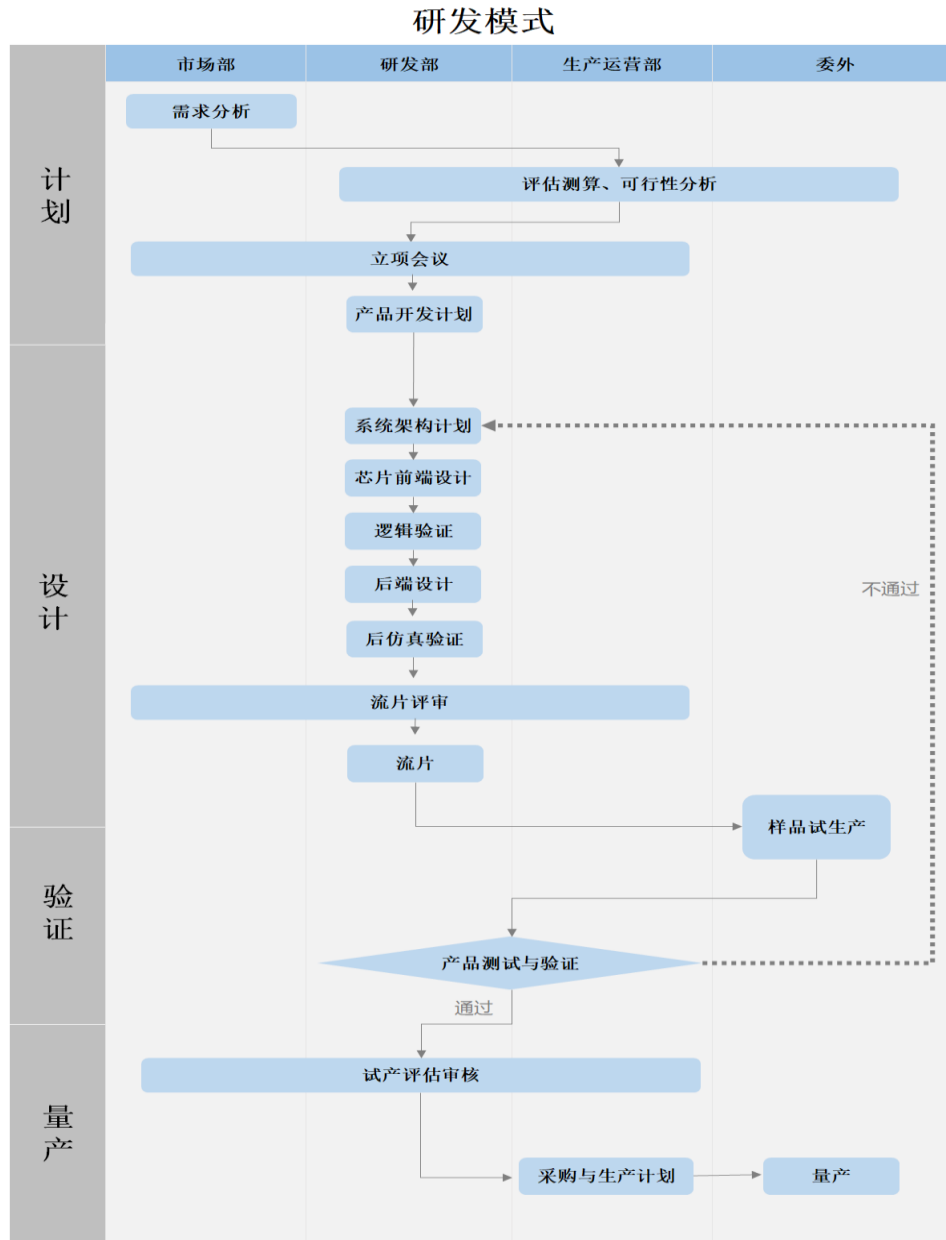 研发模式
市场部
研发部
生产运营部
委外
计划
需求分析
评估测算、可行性分析
立项会议
产品开发计划
设计
系统架构计划
芯片前端设计
逻辑验证
后端设计
不通过
后仿真验证
流片评审
流片
样品试生产
验证
产品测试与验证
通过
量产
试产评估审核
采购与生产计划
量产